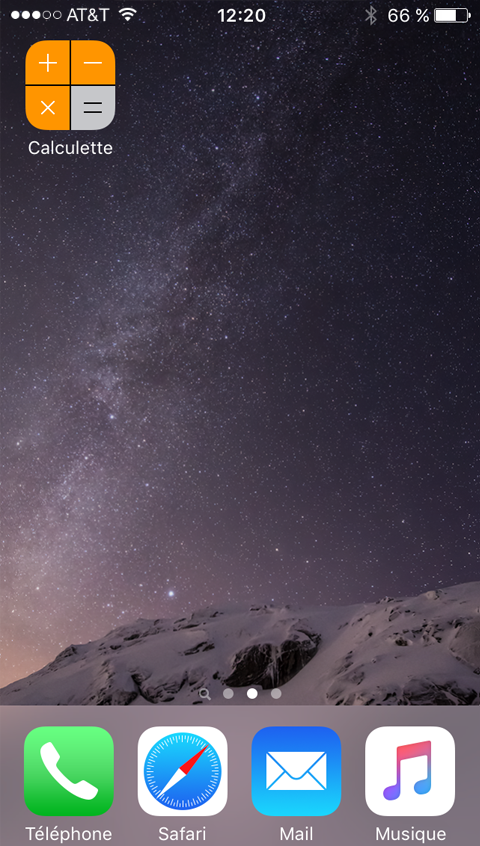 AT&T 12:20 66 %
Calculette
Téléphone Safari Mail Musique